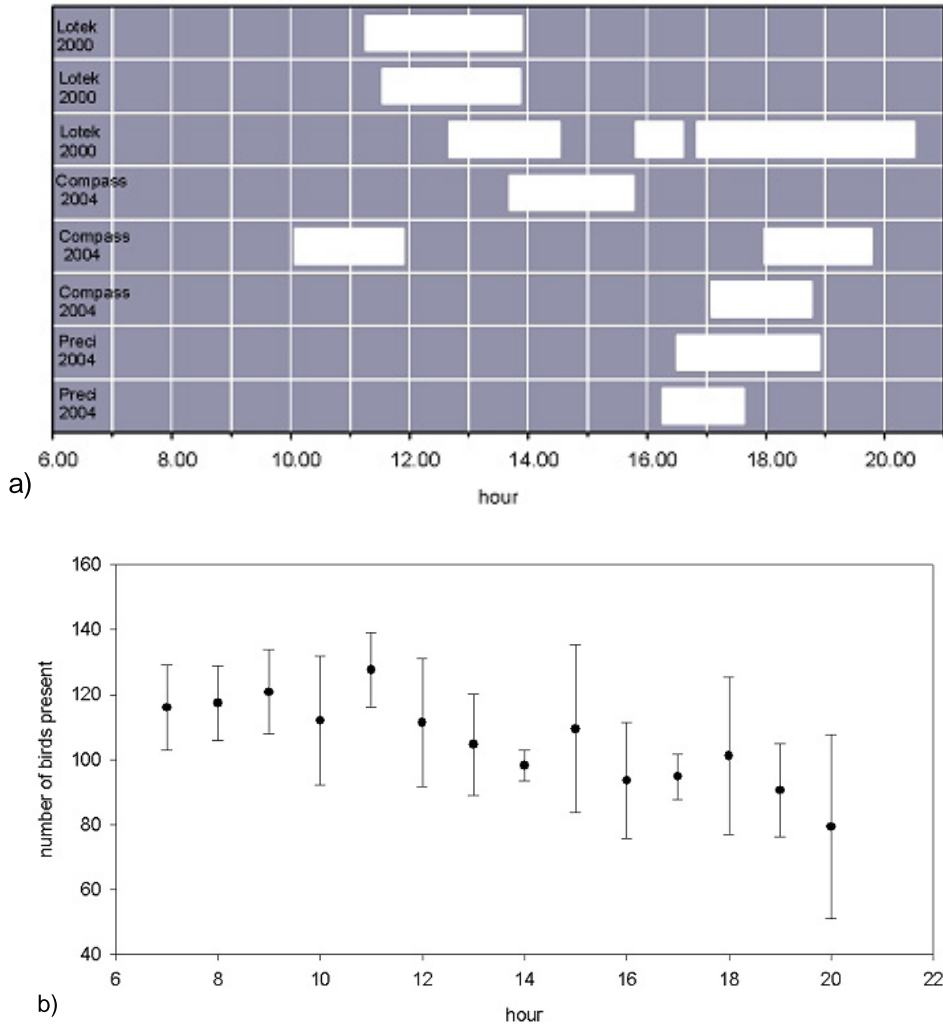 Lotek
2000
Lotek
2000
Lotek
2000
Compass
2004
Compass
2004
Compass
2004
Preci
2004
Preci
2004
6.00 8.00 10.00 12.00 14.00 16.00 18.00 20.00
a)
hour
160
140
120
100
80
60
40
number of birds present
6 8 10 12 14 16 18 20 22
b)
hour